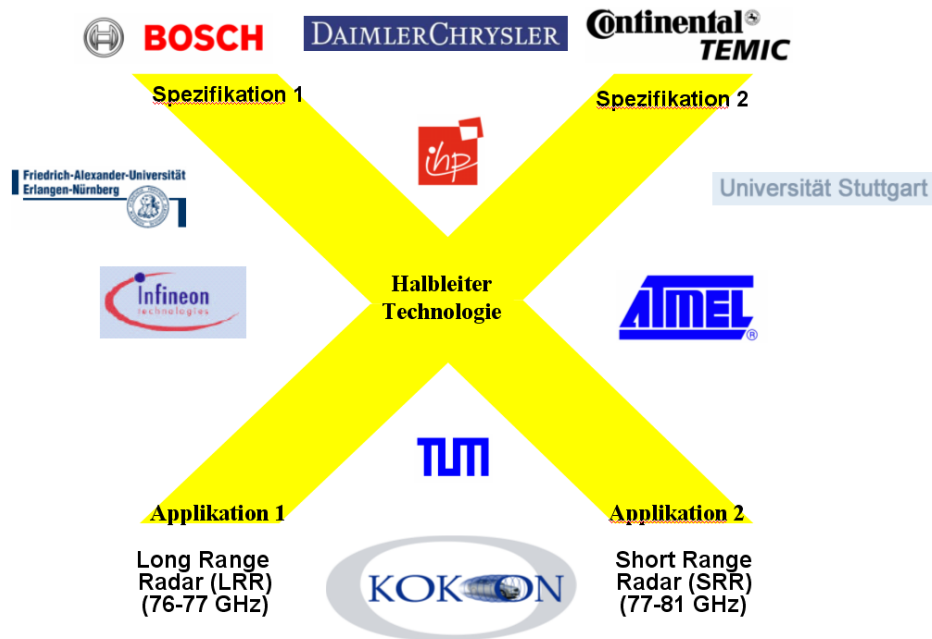 BOSCH
DAIMLERCHRYSLER
Continental
TEMIC
Spezifikation 1
Spezifikation 2
ihp
Friedrich-Alexander-Universität
Erlangen-Nürnberg
Universität Stuttgart
Infineon
technologies
Halbleiter
Technologie
ATMEL
®
TUM
Applikation 1
Applikation 2
Long Range
Radar (LRR)
(76-77 GHz)
KOKON
Short Range
Radar (SRR)
(77-81 GHz)